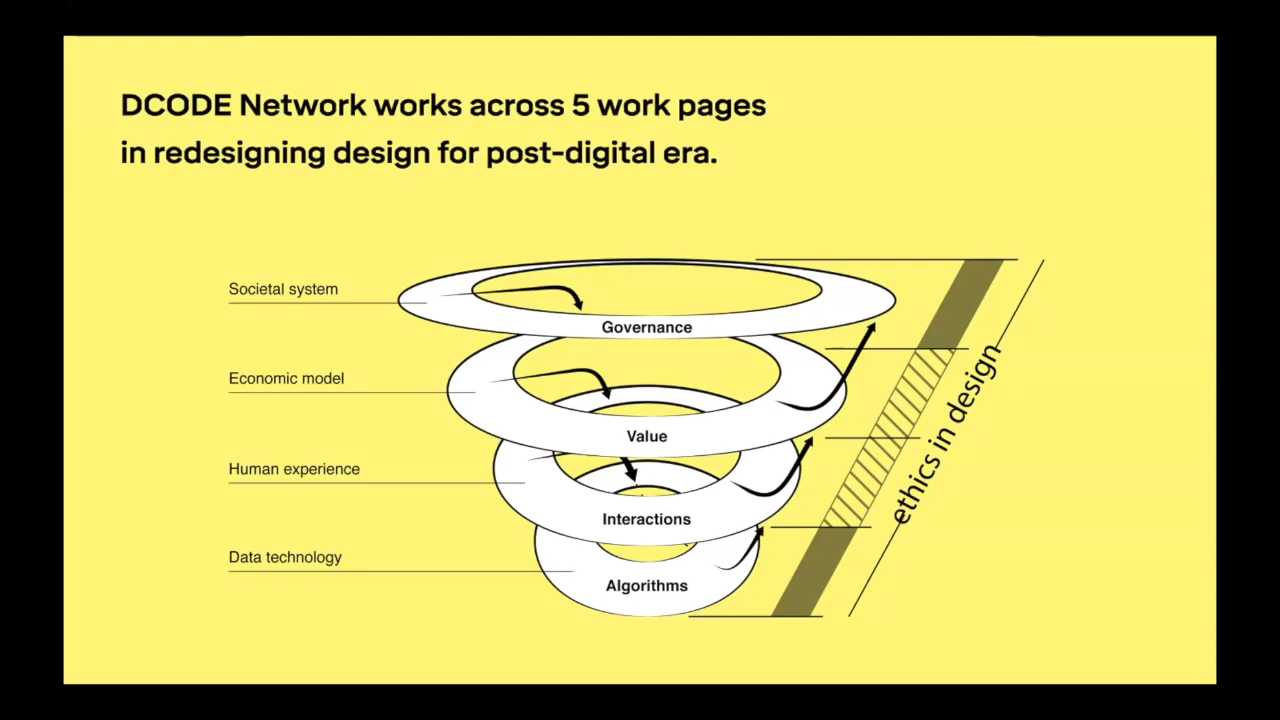 DCODE Network works across 5 work pages
in redesigning design for post-digital era.
Societal system
Governance
Economic model
Value
Human experience
Interactions
Data technology
Algorithms
ethics in design